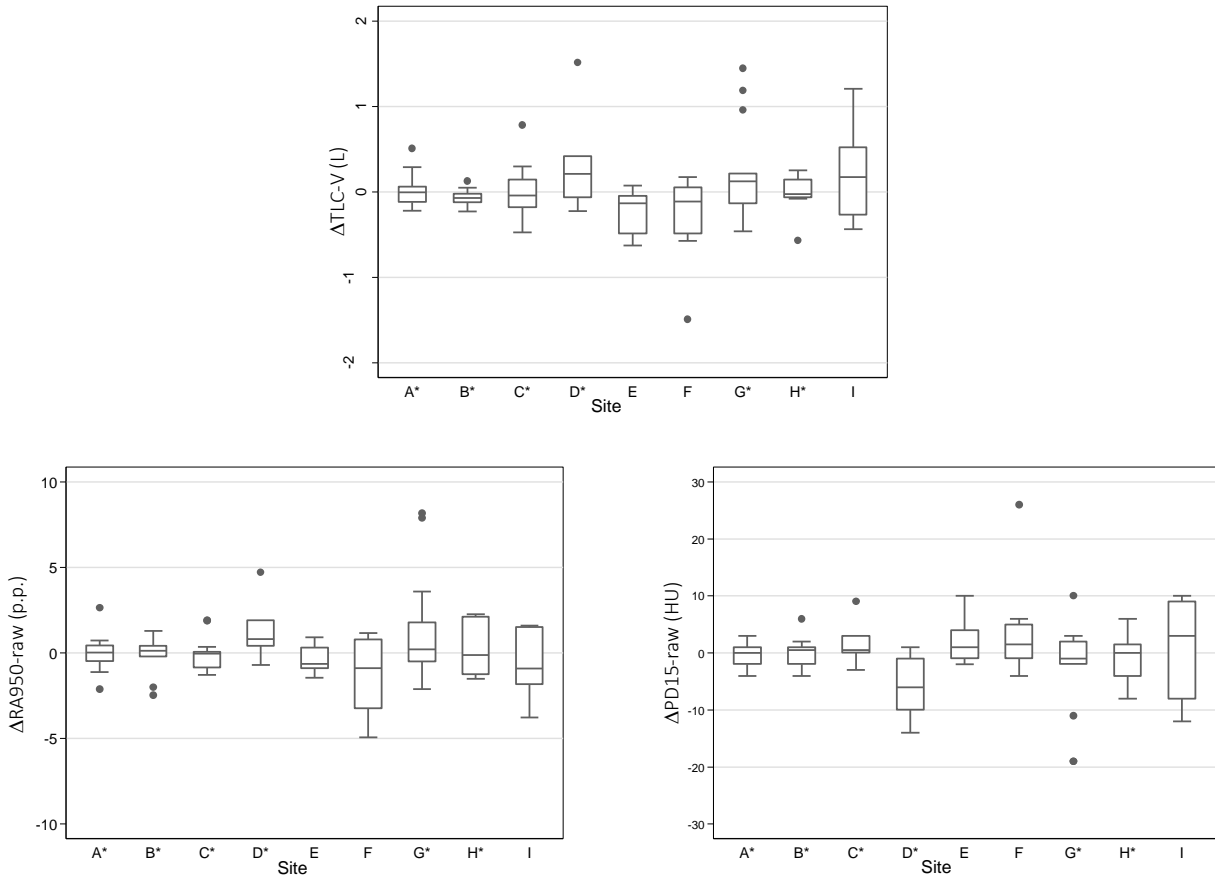 ΔTLC-V (L)
2
1
0
-1
-2
A* B* C* D* E F G* H* I
Site
ΔRA950-raw (p.p.)
10
5
0
-5
-10
A* B* C* D* E F G* H* I
Site
ΔPD15-raw (HU)
30
20
10
0
-10
-20
-30
A* B* C* D* E F G* H* I
Site